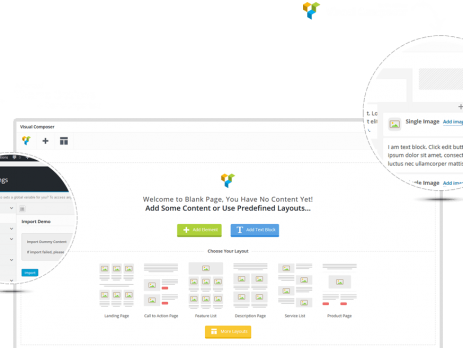 t. Lo
t elit
Single Image Add imag
I am text block. Click edit butt
ipsum dolor sit amet, consect
luctus nec ullamcorper mattis
gle Image Add imag
Visual Composer
ngs
Import Demo
Import Dummy Content
If import failed, please
Import
Welcome to Blank Page, You Have No Content Yet!
Add Some Content or Use Predefined Layouts...
Add Element
Add Text Block
Choose Your Layout
Landing Page
Call to Action Page
Feature List
Description Page
Service List
Product Page
More Layouts